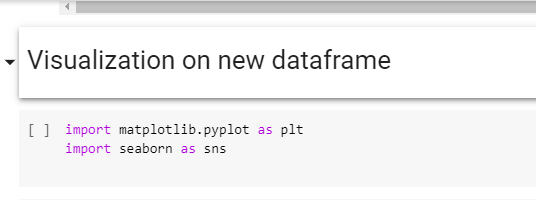 Visualization on new dataframe
[ ] import matplotlib.pyplot as plt
import seaborn as sns